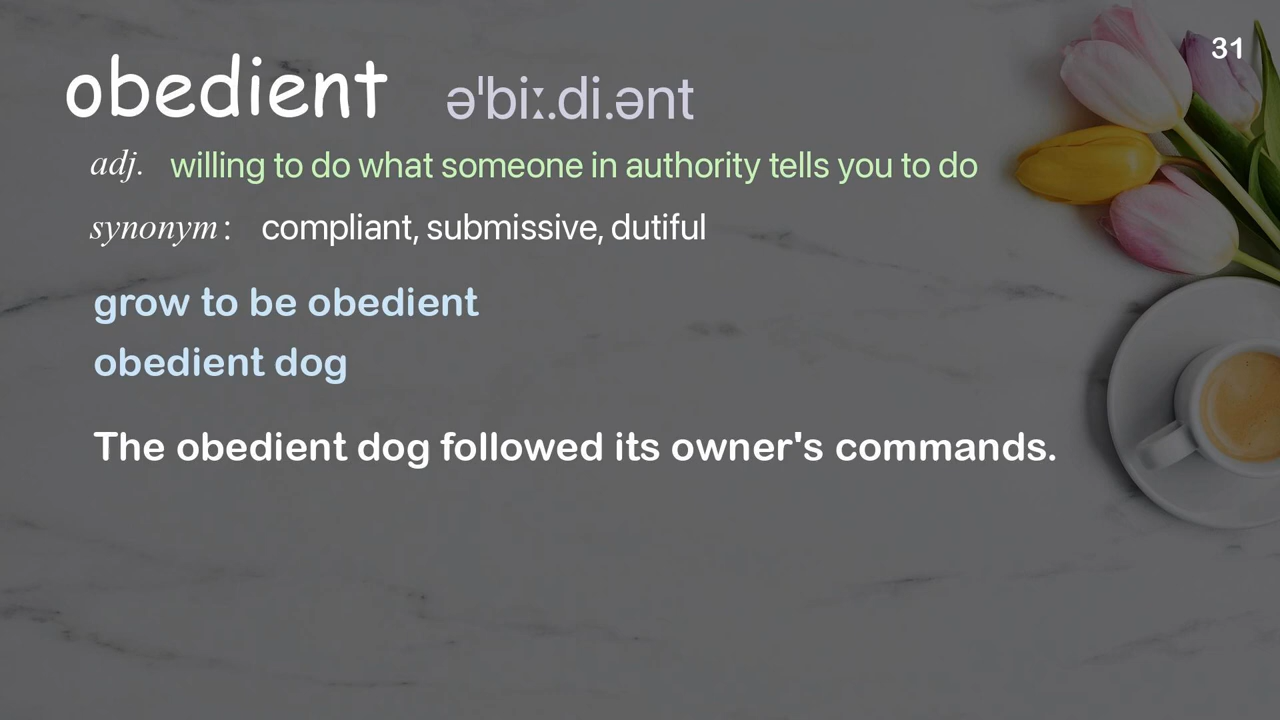 31
obedient əˈbiː.di.ənt
adj. willing to do what someone in authority tells you to do
synonym: compliant, submissive, dutiful
grow to be obedient
obedient dog
The obedient dog followed its owner's commands.